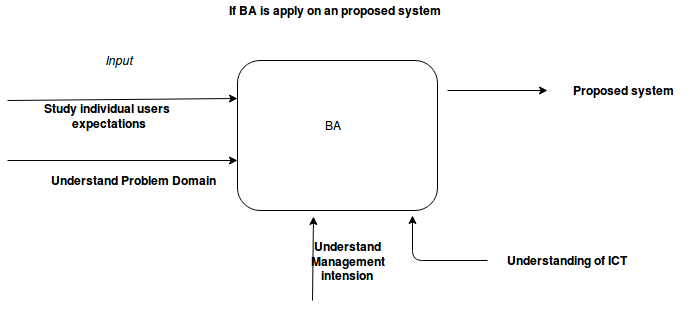 If BA is apply on an proposed system
Input
Study individual users
expectations
BA
Proposed system
Understand Problem Domain
Understand
Management
intension
Understanding of ICT